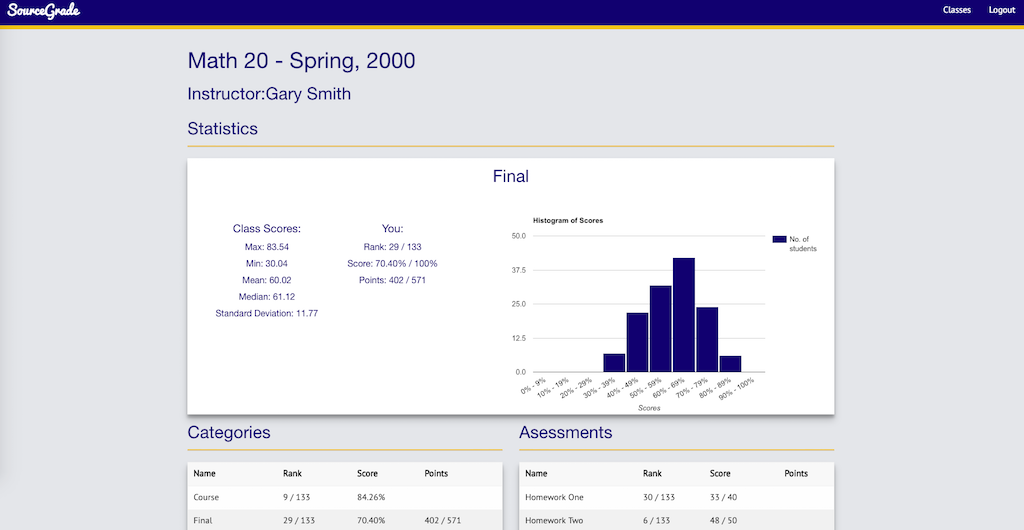 SourceGrade
Classes Logout
Math 20 - Spring, 2000
Instructor:Gary Smith
Statistics
Final
Class Scores:
Max: 83.54
Min: 30.04
Mean: 60.02
Median: 61.12
Standard Deviation: 11.77
You:
Rank: 29 / 133
Score: 70.40% / 100%
Points: 402 / 571
Histogram of Scores
50.0
37.5
25.0
12.5
0.0
0% - 9%
10% - 19%
20% - 29%
30% - 39%
40% - 49%
50% - 59%
60% - 69%
70% - 79%
80% - 89%
90% - 100%
Scores
No. of
students
Categories
Name Rank Score Points
Course 9 / 133 84.26%
Final 29 / 133 70.40% 402 / 571
Asessments
Name Rank Score Points
Homework One 30 / 133 33 / 40
Homework Two 6 / 133 48 / 50